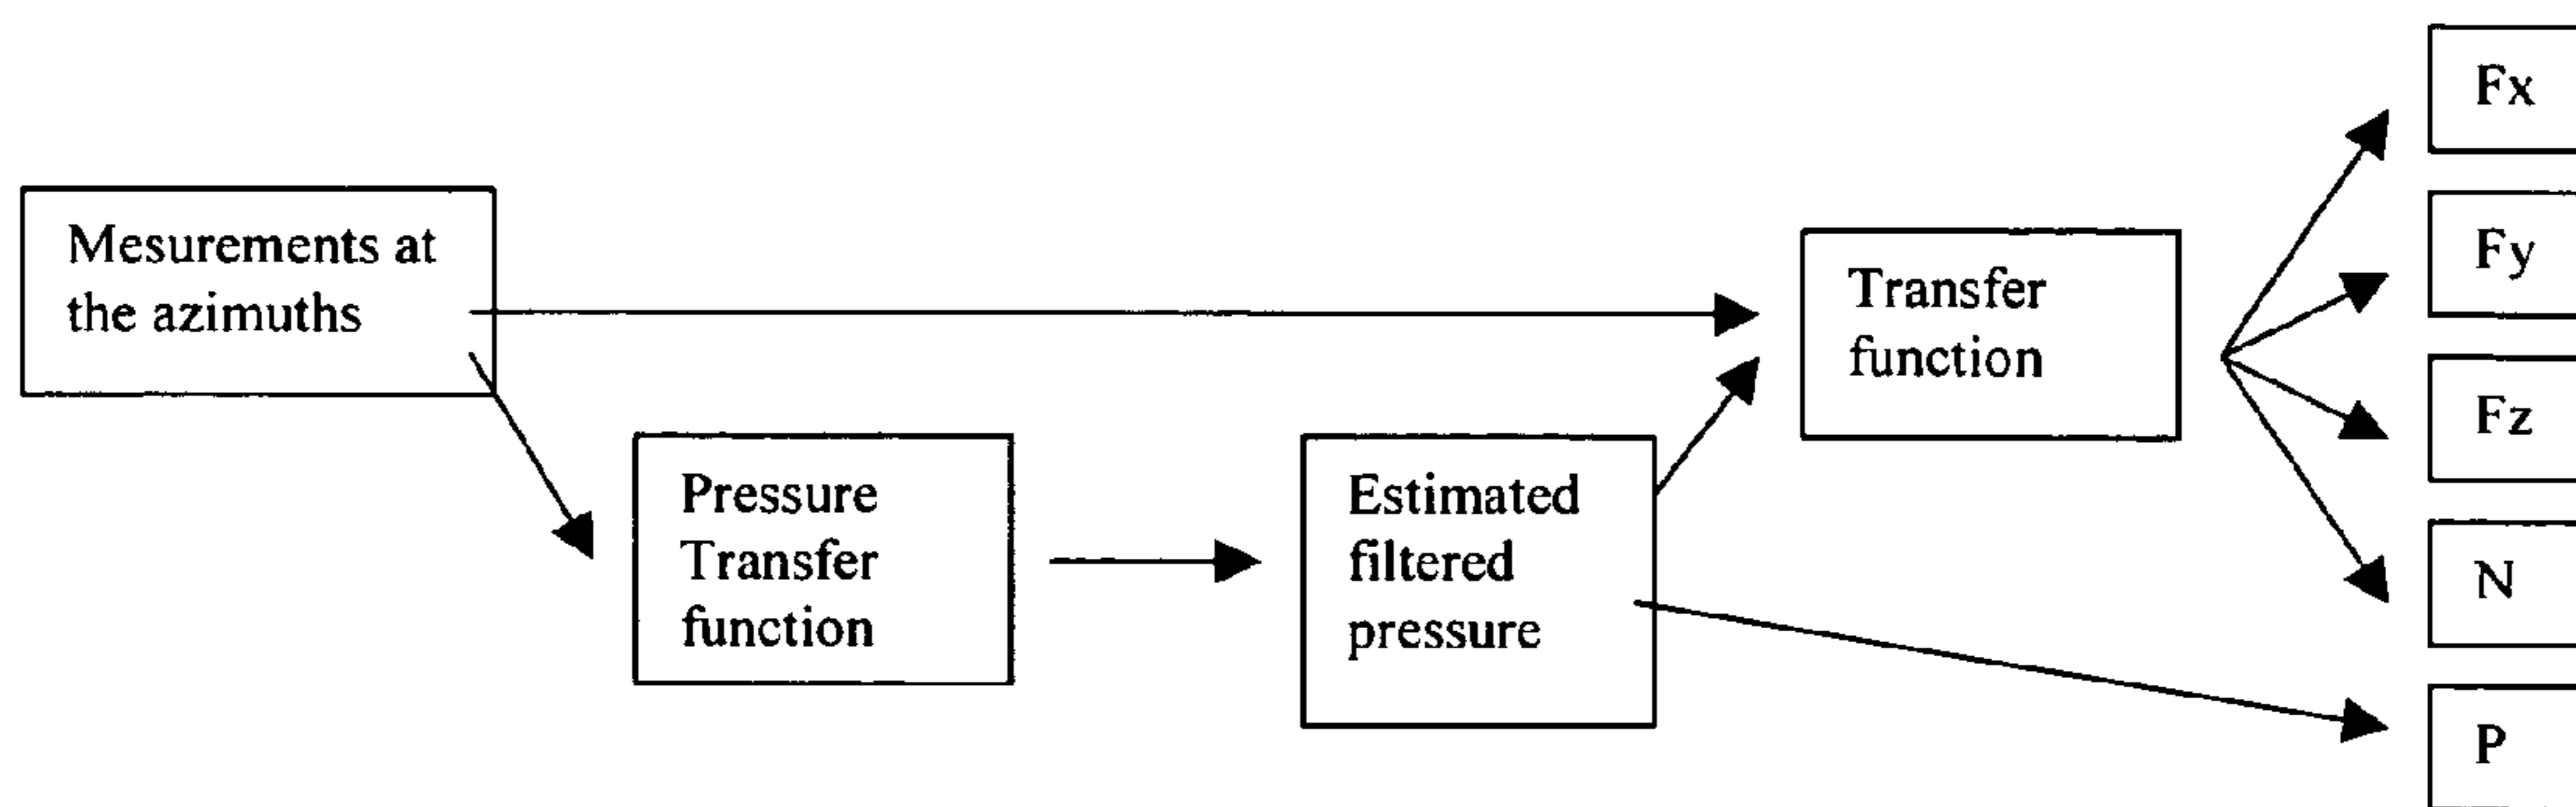 Mesurements at
the azimuths
Pressure
Transfer
function
Estimated
filtered
pressure
Transfer
function
Fx
Fy
Fz
N
P